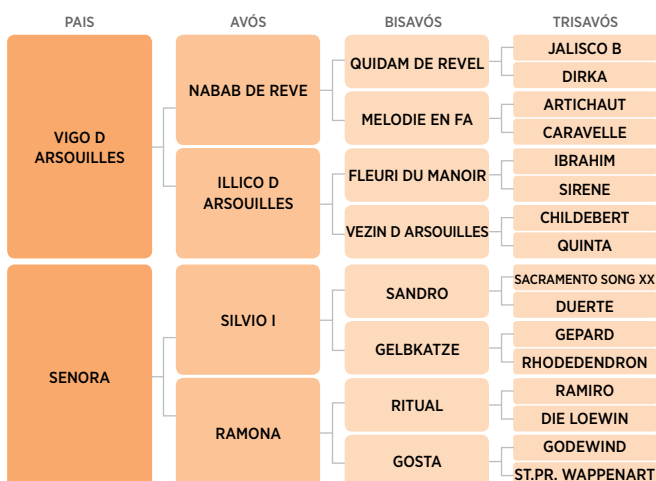 PAIS
AVÓS
BISAVÓS
TRISAVÓS
VIGO D
ARSOUILLES
NABAB DE REVE
ILLICO D
ARSOUILLES
QUIDAM DE REVEL
MELODIE EN FA
FLEURI DU MANOIR
VEZIN D ARSOUILLES
JALISCO B
DIRKA
ARTICHAUT
CARAVELLE
IBRAHIM
SIRENE
CHILDEBERT
QUINTA
SENORA
SILVIO I
RAMONA
SANDRO
GELBKATZE
RITUAL
GOSTA
SACRAMENTO SONG XX
DUERTE
GEPARD
RHODEDENDRON
RAMIRO
DIE LOEWIN
GODEWIND
ST.PR. WAPPENART